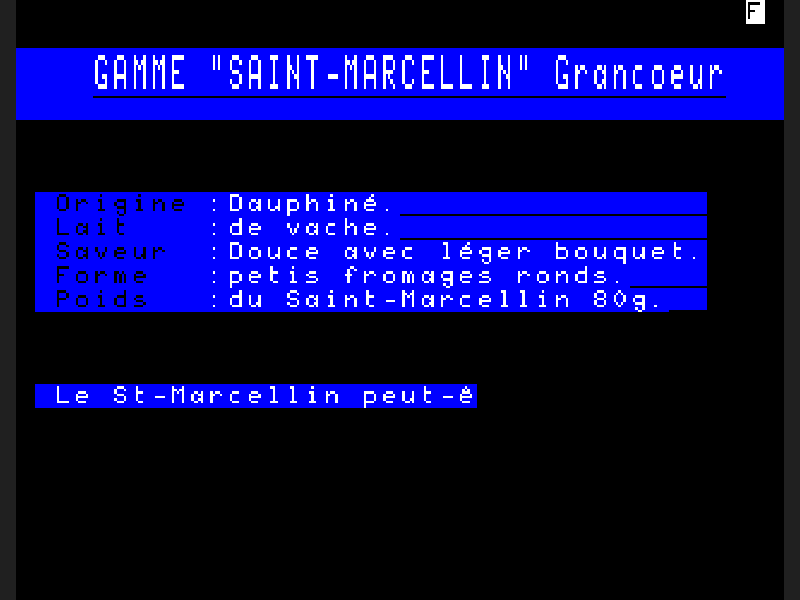 F
GAMME "SAINT-MARCELLIN" Grancoeur
Origine :Dauphiné.
Lait :de vache.
Saveur :Douce avec léger bouquet.
Forme :petis fromages ronds.
Poids :du Saint-Marcellin 80g.
Le St-Marcellin peut-ê